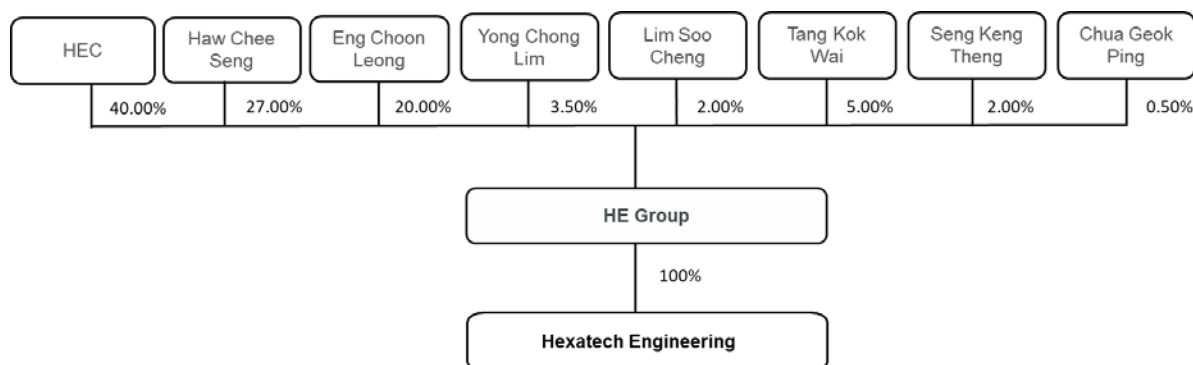 HEC
Haw Chee
Seng
Eng Choon
Leong
Yong Chong
Lim
Lim Soo
Cheng
Tang Kok
Wai
Seng Keng
Theng
Chua Geok
Ping
40.00%
27.00%
20.00%
3.50%
2.00%
5.00%
2.00%
0.50%
HE Group
100%
Hexatech Engineering